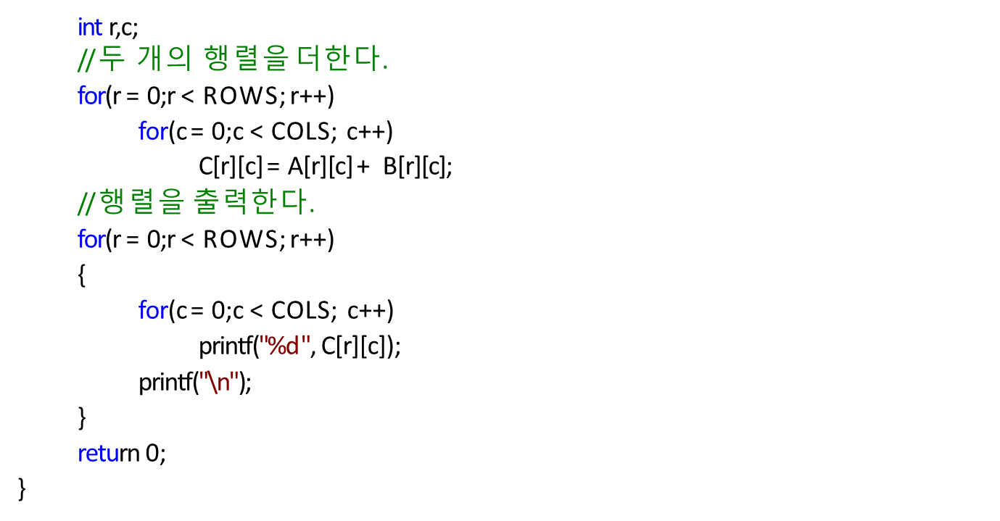 int r,c;
//두 개의 행렬을 더한다.
for(r = 0;r < ROWS; r++)
for(c = 0;c < COLS; c++)
C[r][c] = A[r][c] + B[r][c];
//행렬을 출력한다.
for(r = 0;r < ROWS; r++)
{
for(c = 0;c < COLS; c++)
printf("%d", C[r][c]);
printf("\n");
}
return 0;
}